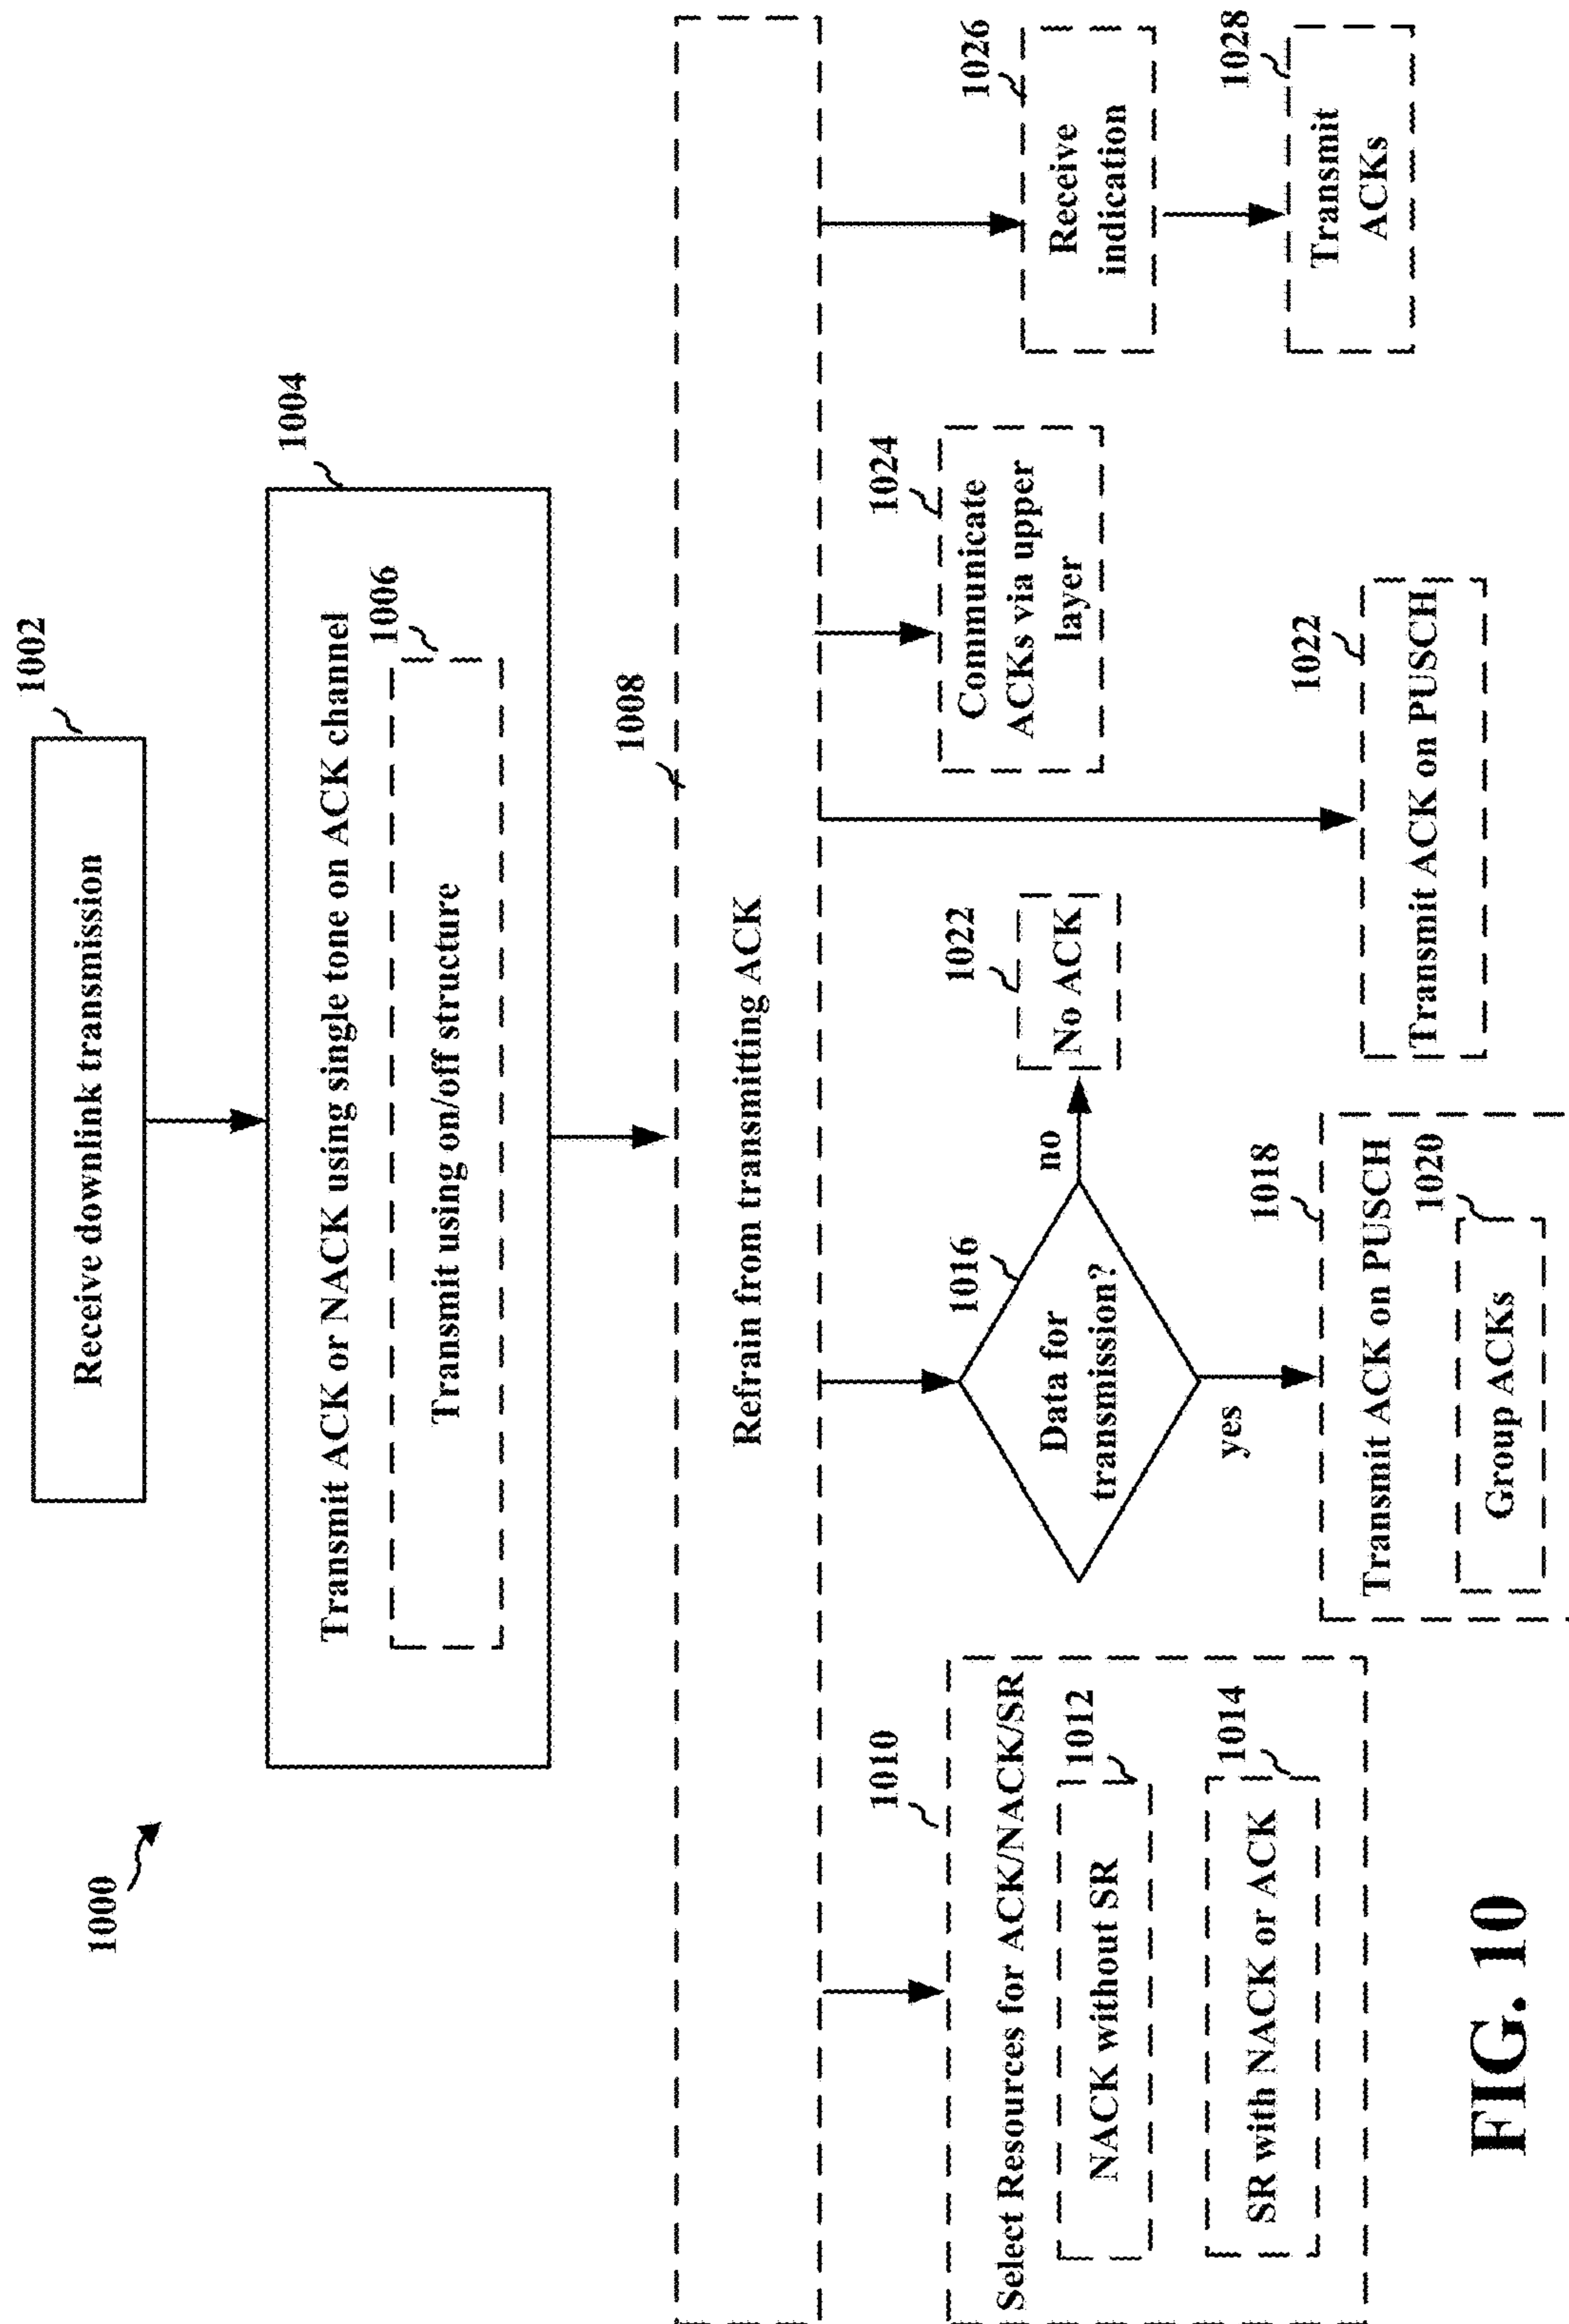 1000
1002
Receive downlink transmission
1004
Transmit ACK or NACK using single tone on ACK channel
1006
Transmit using on/off structure
1008
Refrain from transmitting ACK
1010
Select Resources for ACK/NACK/SR
1012
NACK without SR
1014
SR with NACK or ACK
1016
Data for
transmission?
no
1022
No ACK
yes
1018
Transmit ACK on PUSCH
1020
Group ACKs
1022
Transmit ACK on PUSCH
1024
Communicate
ACKs via upper
layer
1026
Receive
indication
1028
Transmit
ACKs
FIG. 10